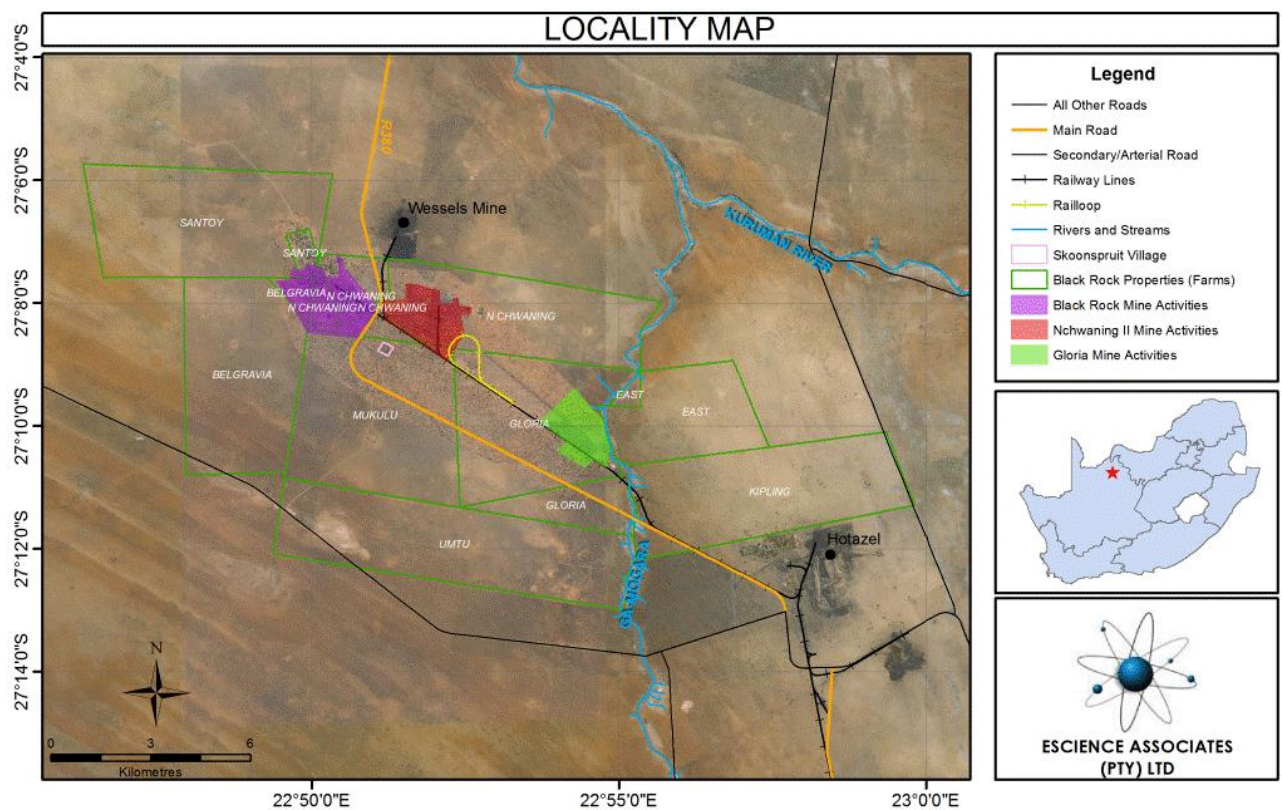 LOCALITY MAP
27°4'0"S
27°6'0"S
27°8'0"S
27°10'0"S
27°12'0"S
27°14'0"S
R380
Wessels Mine
KURUMAN RIVER
SANTOY
SANTOY
BELGRAVIA
N CHWANING
N CHWANING
N CHWANING
N CHWANING
BELGRAVIA
MUKULU
EAST
EAST
GLORIA
KIPLING
GLORIA
UMTU
Hotazel
GA-MOGARA
N
0 3 6
Kilometres
22°50'0"E
22°55'0"E
23°0'0"E
Legend
All Other Roads
Main Road
Secondary/Arterial Road
Railway Lines
Railloop
Rivers and Streams
Skoonspruit Village
Black Rock Properties (Farms)
Black Rock Mine Activities
Nchwaning II Mine Activities
Gloria Mine Activities
ESCIENCE ASSOCIATES
(PTY) LTD